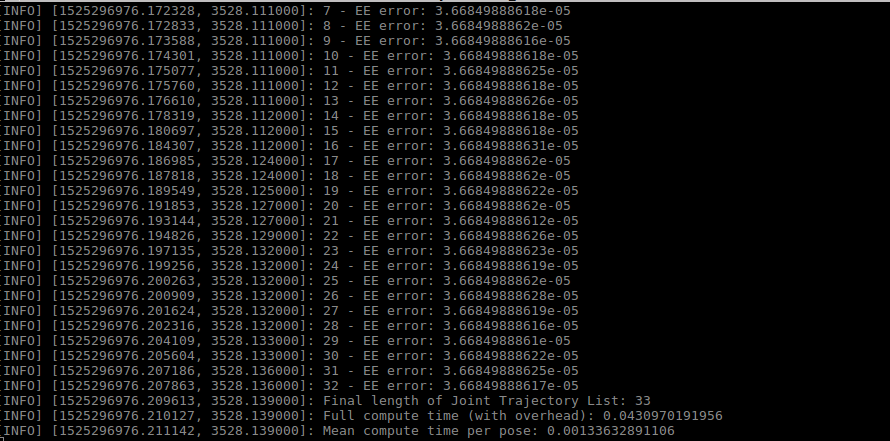 [INFO] [1525296976.172328, 3528.111000]: 7 - EE error: 3.66849888618e-05
[INFO] [1525296976.172833, 3528.111000]: 8 - EE error: 3.6684988862e-05
[INFO] [1525296976.173588, 3528.111000]: 9 - EE error: 3.66849888616e-05
[INFO] [1525296976.174301, 3528.111000]: 10 - EE error: 3.66849888618e-05
[INFO] [1525296976.175077, 3528.111000]: 11 - EE error: 3.66849888625e-05
[INFO] [1525296976.175760, 3528.111000]: 12 - EE error: 3.66849888618e-05
[INFO] [1525296976.176610, 3528.111000]: 13 - EE error: 3.66849888626e-05
[INFO] [1525296976.178319, 3528.112000]: 14 - EE error: 3.66849888618e-05
[INFO] [1525296976.180697, 3528.112000]: 15 - EE error: 3.66849888618e-05
[INFO] [1525296976.184307, 3528.112000]: 16 - EE error: 3.66849888631e-05
[INFO] [1525296976.186985, 3528.124000]: 17 - EE error: 3.6684988862e-05
[INFO] [1525296976.187818, 3528.124000]: 18 - EE error: 3.6684988862e-05
[INFO] [1525296976.189549, 3528.125000]: 19 - EE error: 3.66849888622e-05
[INFO] [1525296976.191853, 3528.127000]: 20 - EE error: 3.6684988862e-05
[INFO] [1525296976.193144, 3528.127000]: 21 - EE error: 3.66849888612e-05
[INFO] [1525296976.194826, 3528.129000]: 22 - EE error: 3.66849888626e-05
[INFO] [1525296976.197135, 3528.132000]: 23 - EE error: 3.66849888623e-05
[INFO] [1525296976.199256, 3528.132000]: 24 - EE error: 3.66849888619e-05
[INFO] [1525296976.200263, 3528.132000]: 25 - EE error: 3.6684988862e-05
[INFO] [1525296976.200909, 3528.132000]: 26 - EE error: 3.66849888628e-05
[INFO] [1525296976.201624, 3528.132000]: 27 - EE error: 3.66849888619e-05
[INFO] [1525296976.202316, 3528.132000]: 28 - EE error: 3.66849888616e-05
[INFO] [1525296976.204109, 3528.133000]: 29 - EE error: 3.6684988861e-05
[INFO] [1525296976.205604, 3528.133000]: 30 - EE error: 3.66849888622e-05
[INFO] [1525296976.207186, 3528.136000]: 31 - EE error: 3.66849888625e-05
[INFO] [1525296976.207863, 3528.136000]: 32 - EE error: 3.66849888617e-05
[INFO] [1525296976.209613, 3528.139000]: Final length of Joint Trajectory List: 33
[INFO] [1525296976.210127, 3528.139000]: Full compute time (with overhead): 0.0430970191956
[INFO] [1525296976.211142, 3528.139000]: Mean compute time per pose: 0.00133632891106